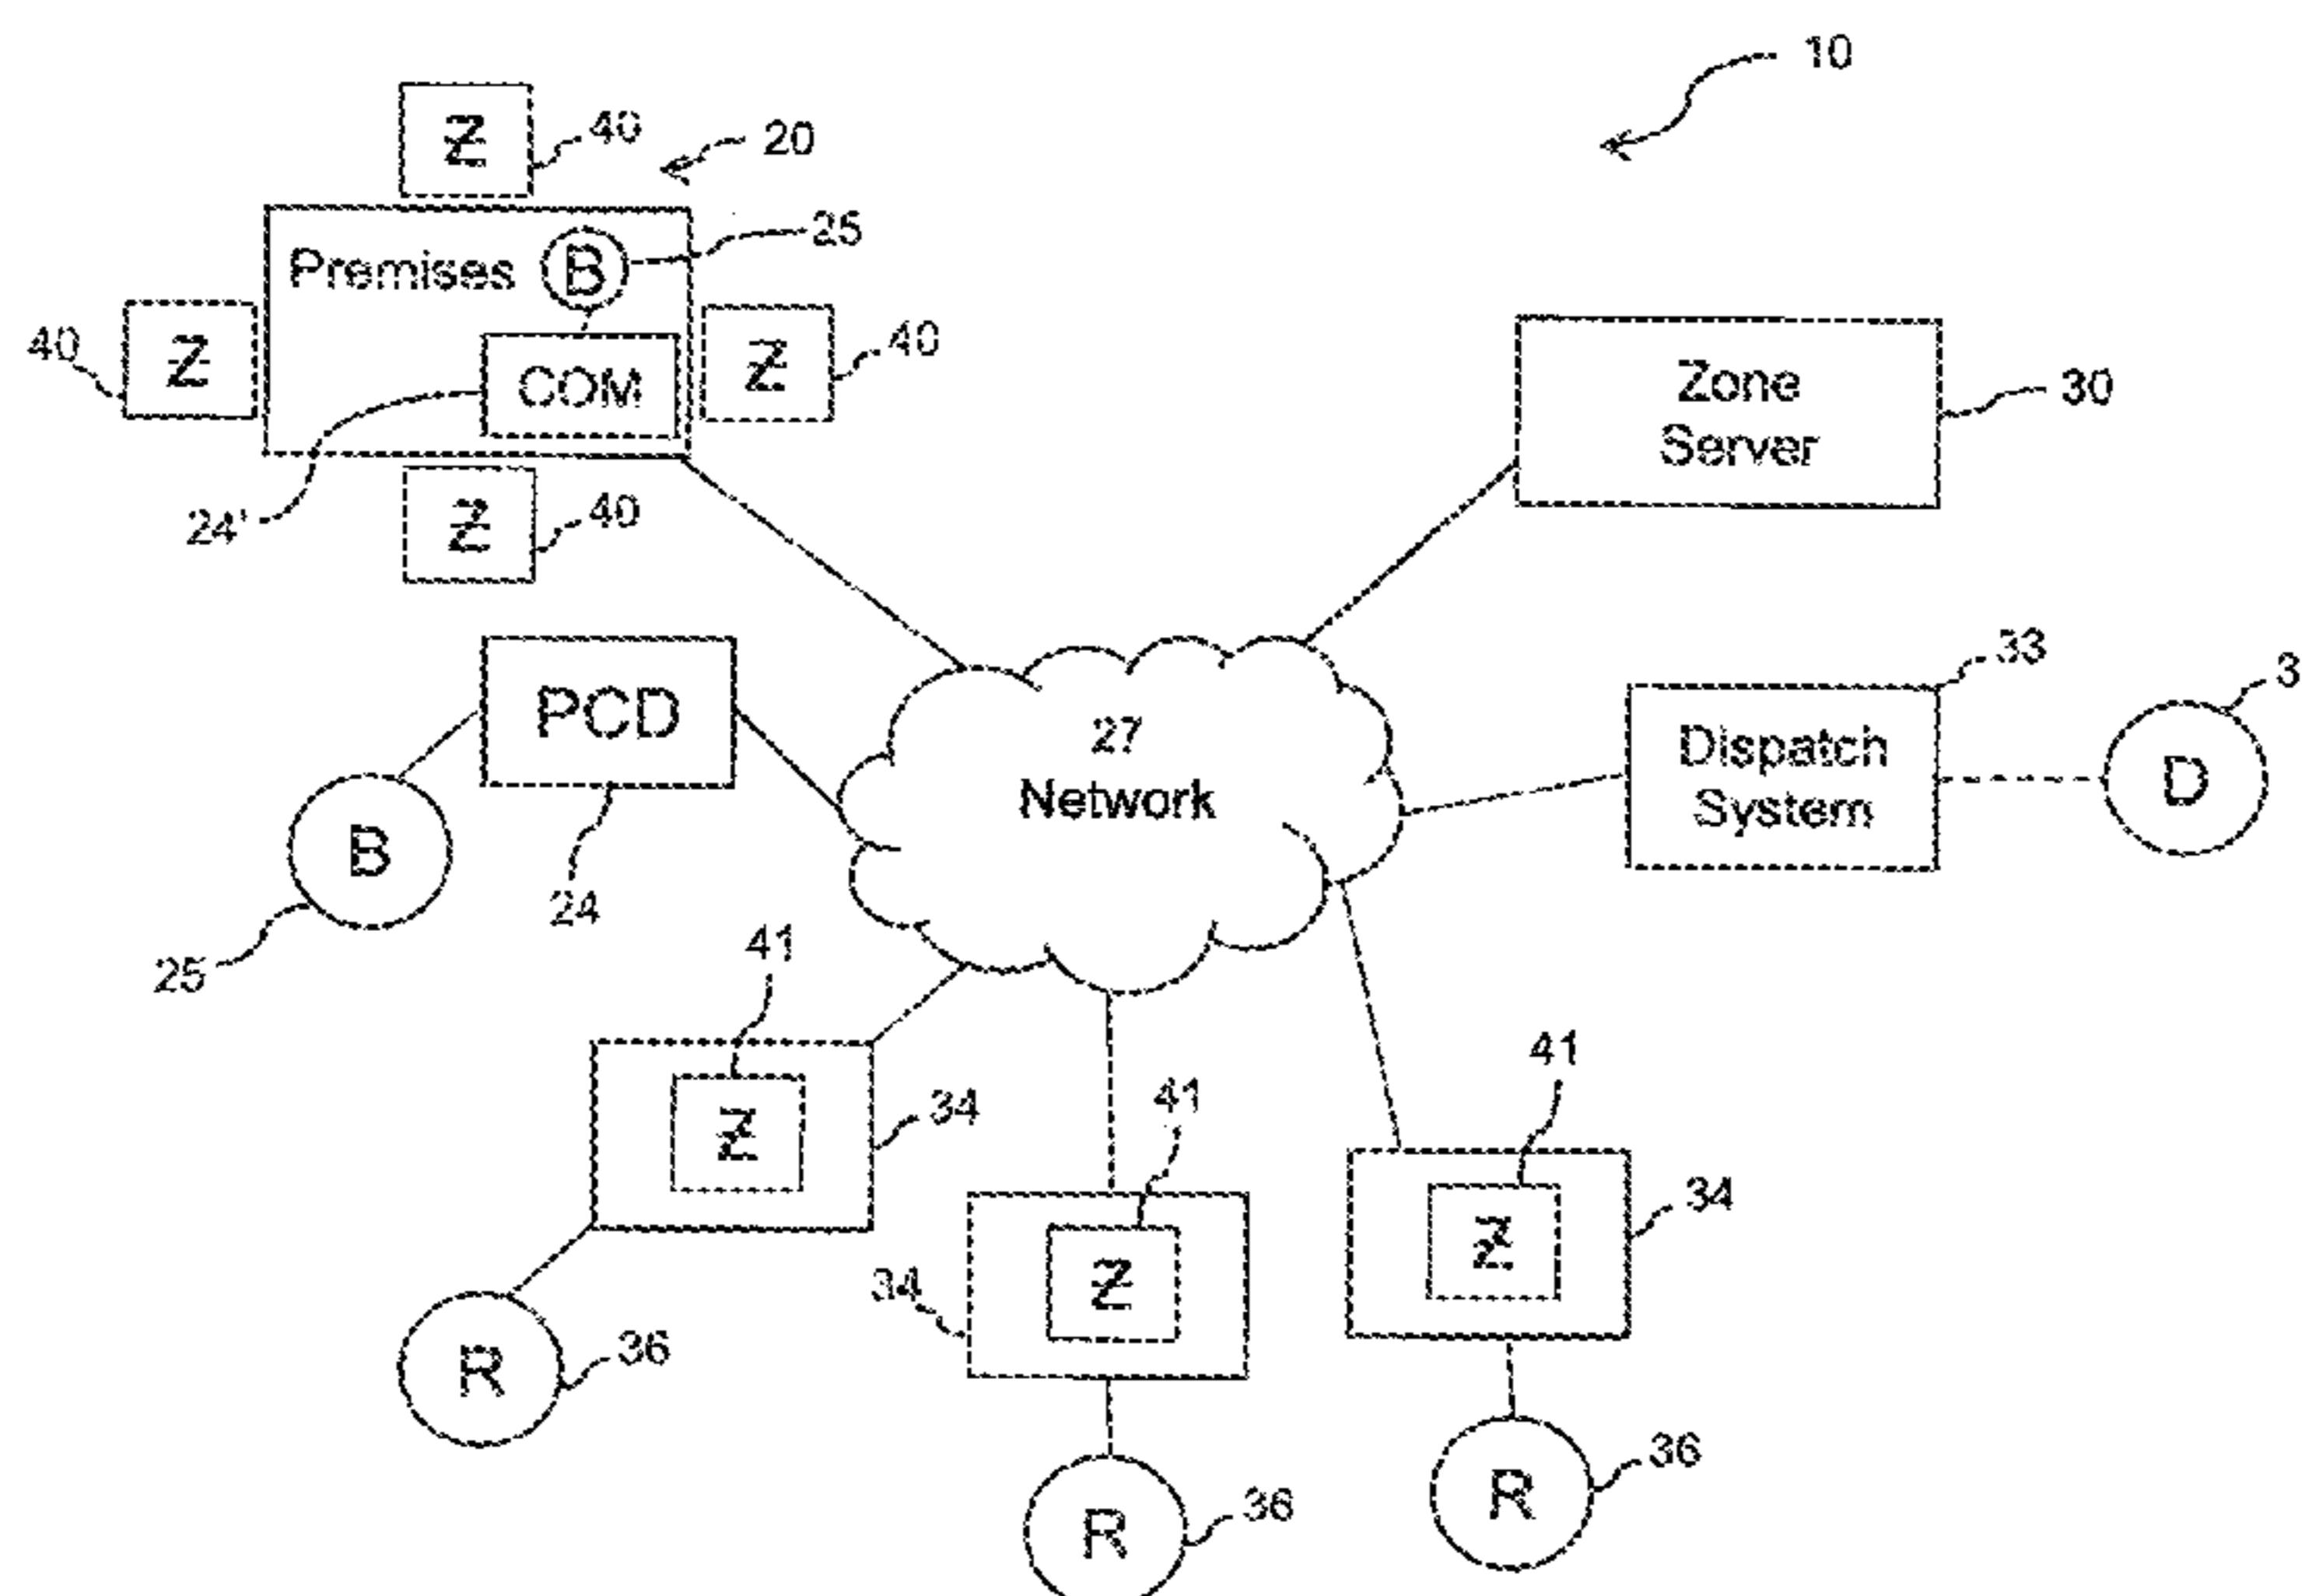 10
Z
40
20
Premises
B
25
40
Z
COM
Z
40
24'
Z
40
Zone
Server
30
PCD
B
25
24
27
Network
33
Dispatch
System
3
D
41
Z
34
R
36
41
Z
34
R
36
41
Z
34
R
36